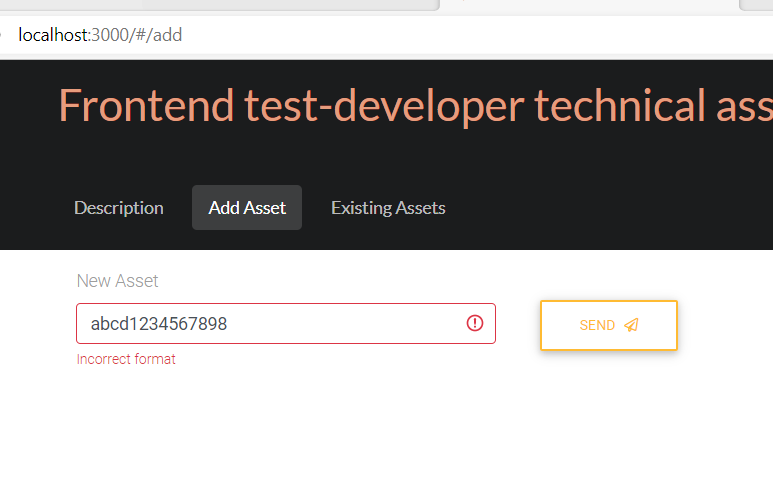 localhost:3000/#/add
Frontend test-developer technical ass
Description Add Asset Existing Assets
New Asset
abcd1234567898 SEND
Incorrect format